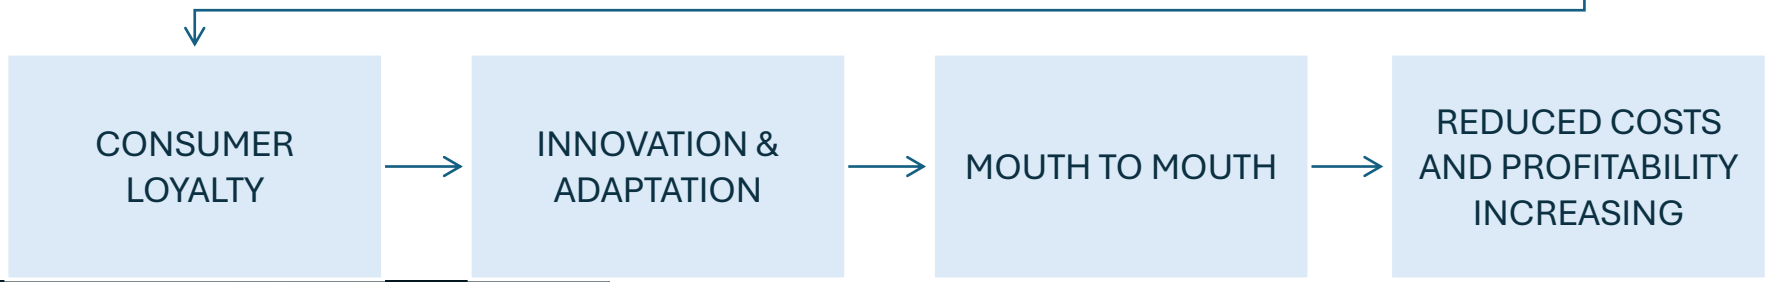 CONSUMER
LOYALTY
INNOVATION &
ADAPTATION
MOUTH TO MOUTH
REDUCED COSTS
AND PROFITABILITY
INCREASING